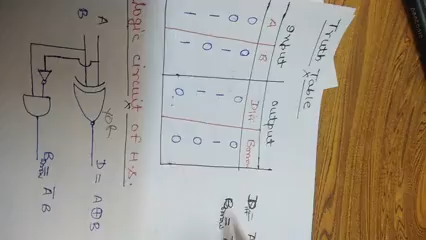 Truth Table
Input output
A B Diff Borrow
0 0 0 0
0 1 1 1
1 0 1 0
1 1 0 0
Logic circuit of H.S.
A
B
XOR
D = A ⊕ B
Borrow = A̅ B